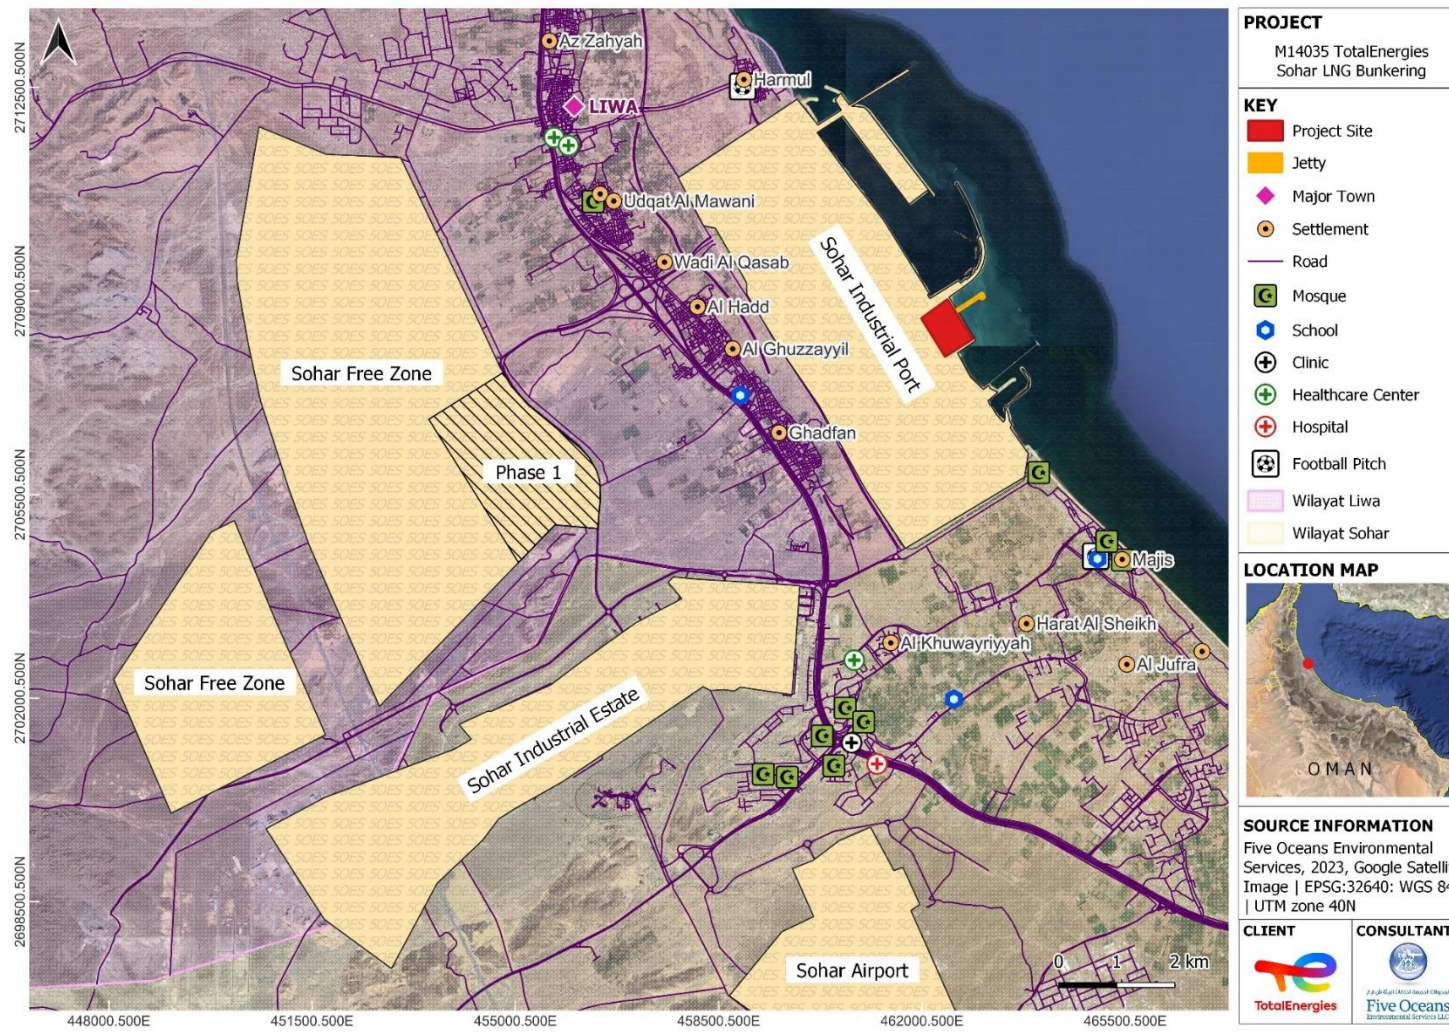 Az Zahyah
Harmul
LIWA
Udqat Al Mawani
Wadi Al Qasab
Al Hadd
Al Ghuzzayyil
Ghadfan
Sohar Industrial Port
Sohar Free Zone
Phase 1
Sohar Free Zone
Sohar Industrial Estate
Majis
Harat Al Sheikh
Al Khuwayriyyah
Al Jufra
Sohar Airport
0 1 2 km
2712500.500N
2709000.500N
2705500.500N
2702000.500N
2698500.500N
448000.500E 451500.500E 455000.500E 458500.500E 462000.500E 465500.500E
PROJECT
M14035 TotalEnergies
Sohar LNG Bunkering
KEY
Project Site
Jetty
Major Town
Settlement
Road
Mosque
School
Clinic
Healthcare Center
Hospital
Football Pitch
Wilayat Liwa
Wilayat Sohar
LOCATION MAP
OMAN
SOURCE INFORMATION
Five Oceans Environmental
Services, 2023, Google Satelli
Image | EPSG:32640: WGS 84
| UTM zone 40N
CLIENT
TotalEnergies
CONSULTANT
Five Oceans
Environmental Services LLC